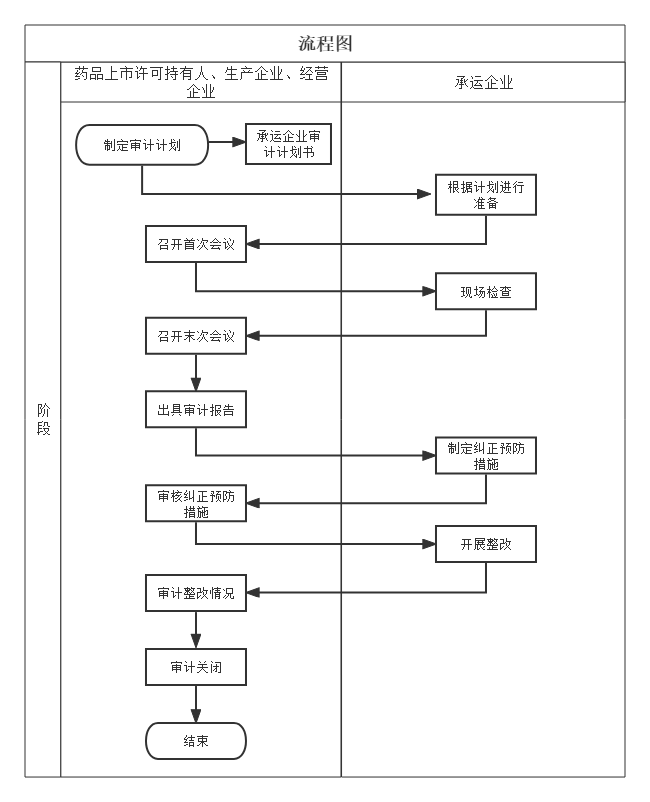 流程图
药品上市许可持有人、生产企业、经营
企业
承运企业
制定审计计划
承运企业审
计计划书
根据计划进行
准备
召开首次会议
现场检查
召开末次会议
出具审计报告
阶
段
制定纠正预防
措施
审核纠正预防
措施
开展整改
审计整改情况
审计关闭
结束